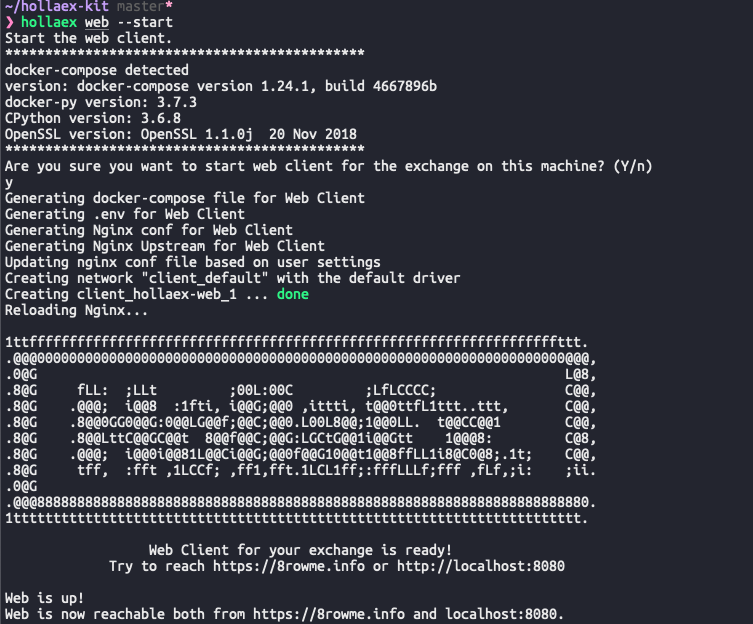 ~/hollaex-kit master*
❯ hollaex web --start
Start the web client.
*********************************************
docker-compose detected
version: docker-compose version 1.24.1, build 4667896b
docker-py version: 3.7.3
CPython version: 3.6.8
OpenSSL version: OpenSSL 1.1.0j  20 Nov 2018
*********************************************
Are you sure you want to start web client for the exchange on this machine? (Y/n)
y
Generating docker-compose file for Web Client
Generating .env for Web Client
Generating Nginx conf for Web Client
Generating Nginx Upstream for Web Client
Updating nginx conf file based on user settings
Creating network "client_default" with the default driver
Creating client_hollaex-web_1 ... done
Reloading Nginx...
1ttffffffffffffffffffffffffffffffffffffffffffffffffffffffffffffffffffttt.
.@@@000000000000000000000000000000000000000000000000000000000000000000@@@,
.0@G                                                                  L@8,
.8@G     fLL:  ;LLt         ;00L:00C         ;LfLCCCC;                C@@,
.8@G    .@@@;  i@@8  :1fti, i@@G;@@0 ,ittti, t@@0ttfL1ttt..ttt,       C@@,
.8@G    .8@@0GG0@@G:0@@LG@@f;@@C;@@0.L00L8@@;1@@0LL.  t@@CC@@1        C@@,
.8@G    .8@@LttC@@GC@@t  8@@f@@C;@@G:LGCtG@@1i@@Gtt    1@@@8:         C@8,
.8@G    .@@@;  i@@0i@@81L@@Ci@@G;@@0f@@G10@@t1@@8ffLL1i8@C0@8;.1t;    C@@,
.8@G     tff,  :fft ,1LCCf; ,ff1,fft.1LCL1ff;:fffLLLf;fff ,fLf,;i:    ;ii.
.0@G
.@@@888888888888888888888888888888888888888888888888888888888888888888880.
1ttttttttttttttttttttttttttttttttttttttttttttttttttttttttttttttttttttttt.
Web Client for your exchange is ready!
Try to reach https://8rowme.info or http://localhost:8080
Web is up!
Web is now reachable both from https://8rowme.info and localhost:8080.